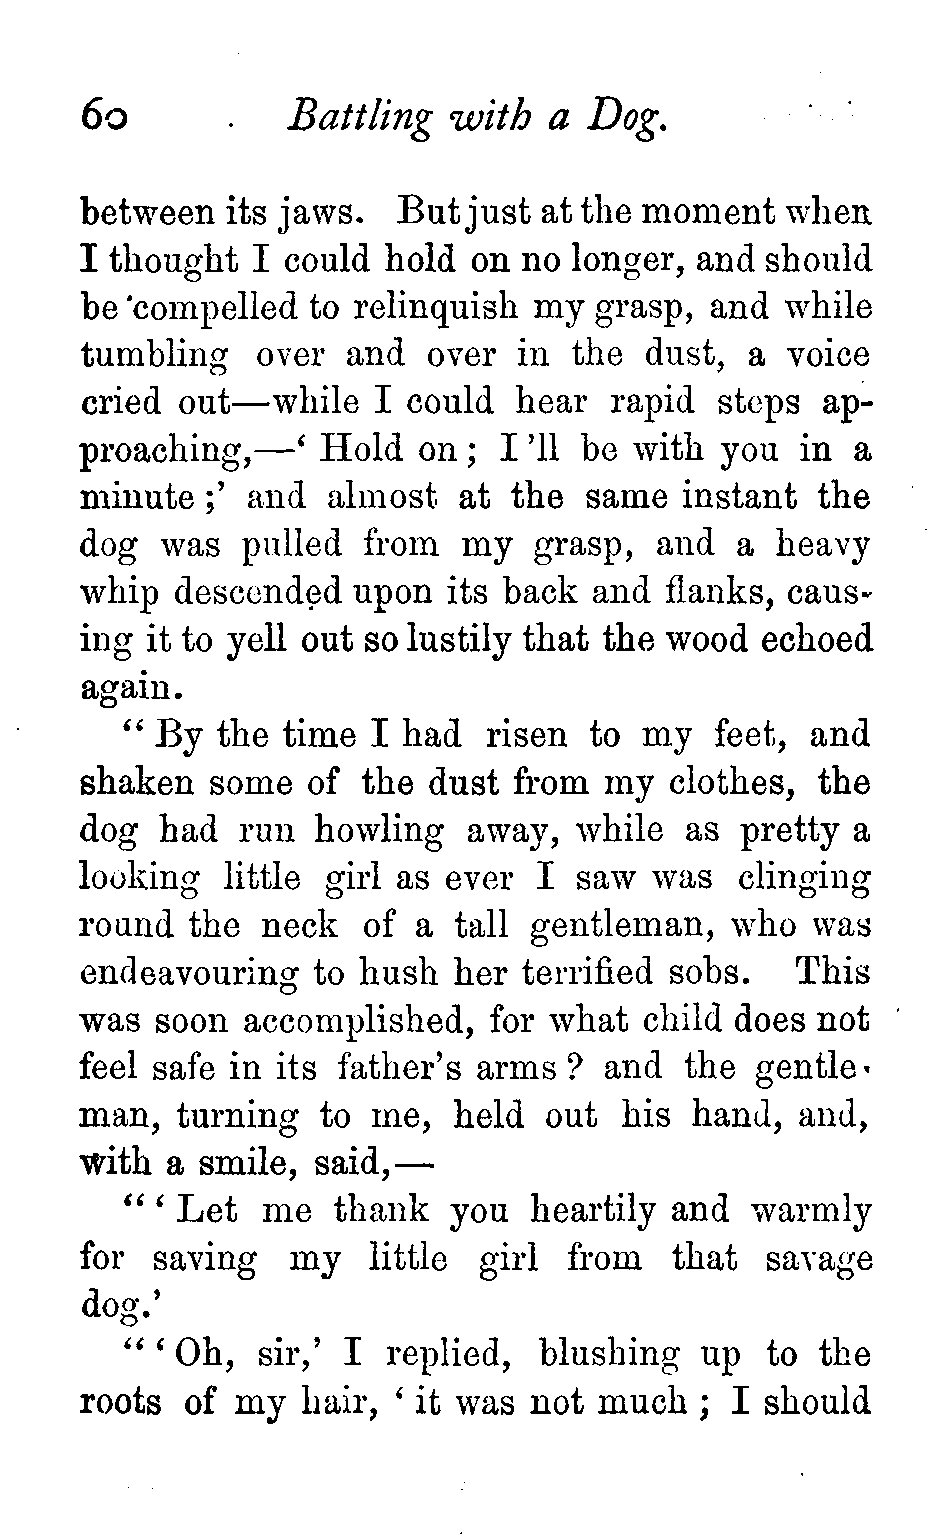 60 Battling with a Dog.
between its jaws. But just at the moment when
I thought I could hold on no longer, and should
be compelled to relinquish my grasp, and while
tumbling over and over in the dust, a voice
cried out—while I could hear rapid steps ap-
proaching,—‘ Hold on ; I ’ll be with you in a
minute ;’ and almost at the same instant the
dog was pulled from my grasp, and a heavy
whip descended upon its back and flanks, caus-
ing it to yell out so lustily that the wood echoed
again.
“ By the time I had risen to my feet, and
shaken some of the dust from my clothes, the
dog had run howling away, while as pretty a
looking little girl as ever I saw was clinging
round the neck of a tall gentleman, who was
endeavouring to hush her terrified sobs. This
was soon accomplished, for what child does not
feel safe in its father’s arms ? and the gentle-
man, turning to me, held out his hand, and,
with a smile, said,—
“ ‘ Let me thank you heartily and warmly
for saving my little girl from that savage
dog.’
“ ‘ Oh, sir,’ I replied, blushing up to the
roots of my hair, ‘ it was not much ; I should